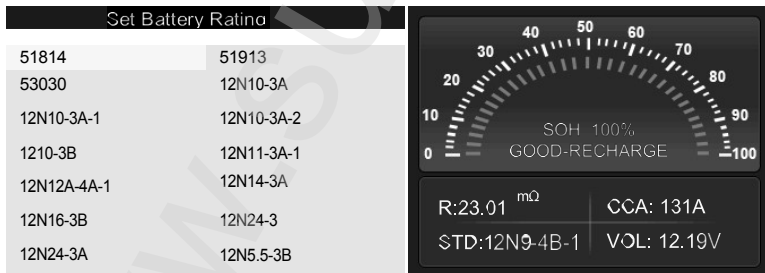 Set Battery Rating
51814 51913
53030 12N10-3A
12N10-3A-1 12N10-3A-2
1210-3B 12N11-3A-1
12N12A-4A-1 12N14-3A
12N16-3B 12N24-3
12N24-3A 12N5.5-3B
0 10 20 30 40 50 60 70 80 90 100
SOH 100%
GOOD-RECHARGE
R:23.01 mΩ CCA: 131A
STD:12N9-4B-1 VOL: 12.19V